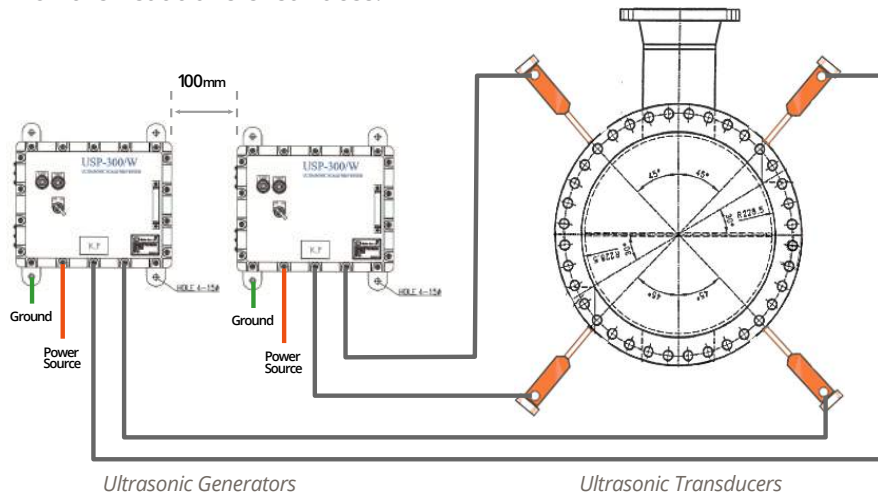 100mm
USP-300/W
USP-300/W
K.P
K.P
HOLE 4-15ø
HOLE 4-15ø
Ground
Power
Source
Ground
Power
Source
45°
45°
30°
R228.5
30°
R228.5
45°
45°
Ultrasonic Generators
Ultrasonic Transducers